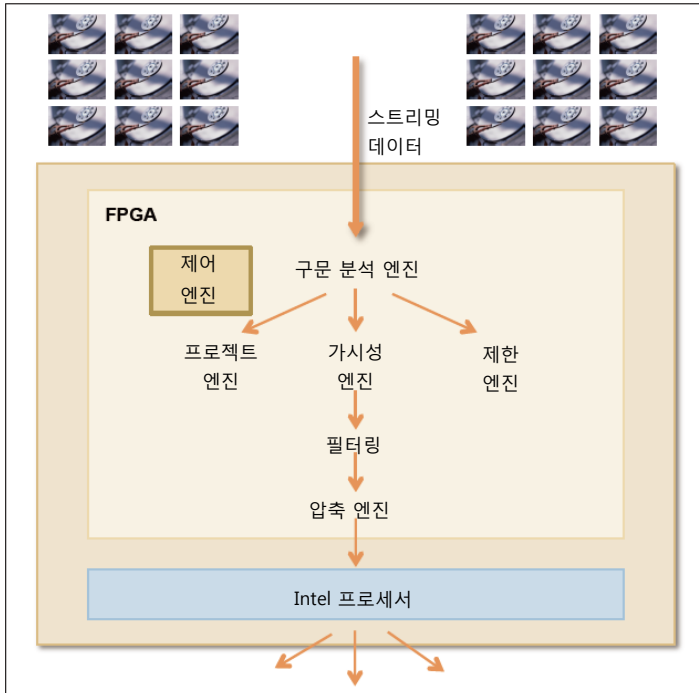 스트리밍
데이터
FPGA
제어
엔진
구문 분석 엔진
프로젝트
엔진
가시성
엔진
제한
엔진
필터링
압축 엔진
Intel 프로세서